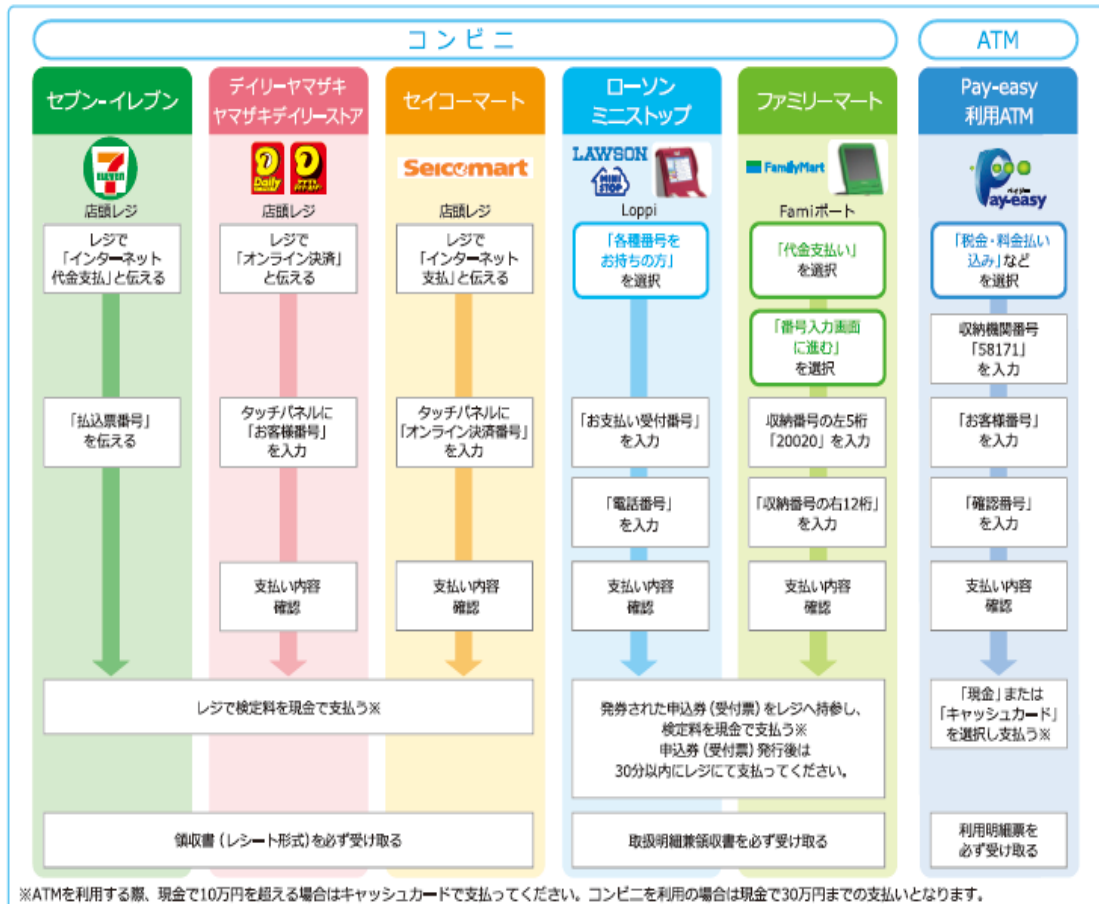 コンビニ
ATM
セブン-イレブン
デイリーヤマザキ
ヤマザキデイリーストア
セイコーマート
ローソン
ミニストップ
ファミリーマート
Pay-easy
利用ATM
7
ELEVEN
Daily
Seicomart
LAWSON
MINI
STOP
FamilyMart
Pay-easy
店頭レジ
店頭レジ
店頭レジ
Loppi
Famiポート
レジで
「インターネット
代金支払」と伝える
レジで
「オンライン決済」
と伝える
レジで
「インターネット
支払」と伝える
「各種番号を
お持ちの方」
を選択
「代金支払い」
を選択
「税金・料金払い
込み」など
を選択
「番号入力画面
に進む」
を選択
収納機関番号
「58171」
を入力
「払込票番号」
を伝える
タッチパネルに
「お客様番号」
を入力
タッチパネルに
「オンライン決済番号」
を入力
「お支払い受付番号」
を入力
収納番号の左5桁
「20020」を入力
「お客様番号」
を入力
「電話番号」
を入力
「収納番号の右12桁」
を入力
「確認番号」
を入力
支払い内容
確認
支払い内容
確認
支払い内容
確認
支払い内容
確認
支払い内容
確認
レジで検定料を現金で支払う※
発券された申込券(受付票)をレジへ持参し、
検定料を現金で支払う※
申込券(受付票)発行後は
30分以内にレジにて支払ってください。
「現金」または
「キャッシュカード」
を選択し支払う※
領収書(レシート形式)を必ず受け取る
取扱明細兼領収書を必ず受け取る
利用明細票を
必ず受け取る
※ATMを利用する際、現金で10万円を超える場合はキャッシュカードで支払ってください。コンビニを利用の場合は現金で30万円までの支払いとなります。